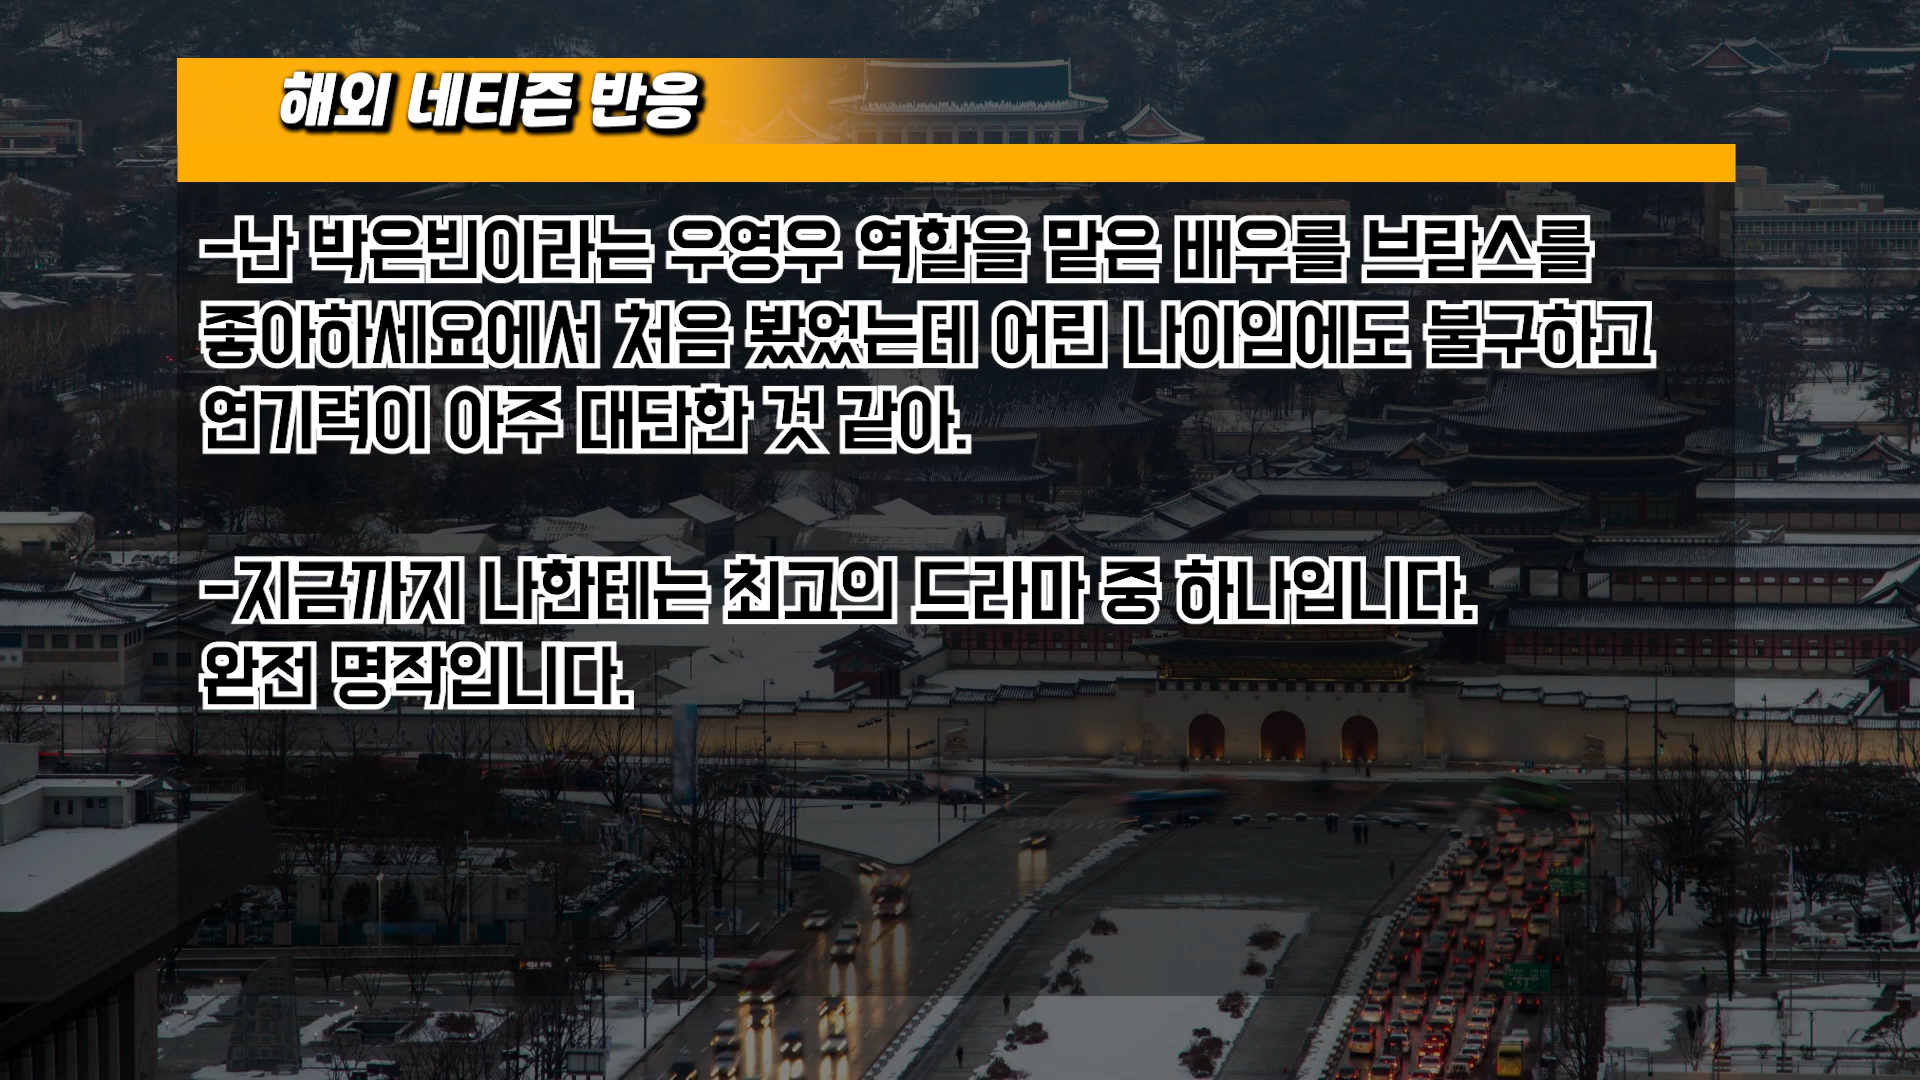 해외 네티즌 반응
-난 박은빈이라는 우영우 역할을 맡은 배우를 브람스를
좋아하세요에서 처음 봤었는데 어린 나이임에도 불구하고
연기력이 아주 대단한 것 같아.
-지금까지 나한테는 최고의 드라마 중 하나입니다.
완전 명작입니다.